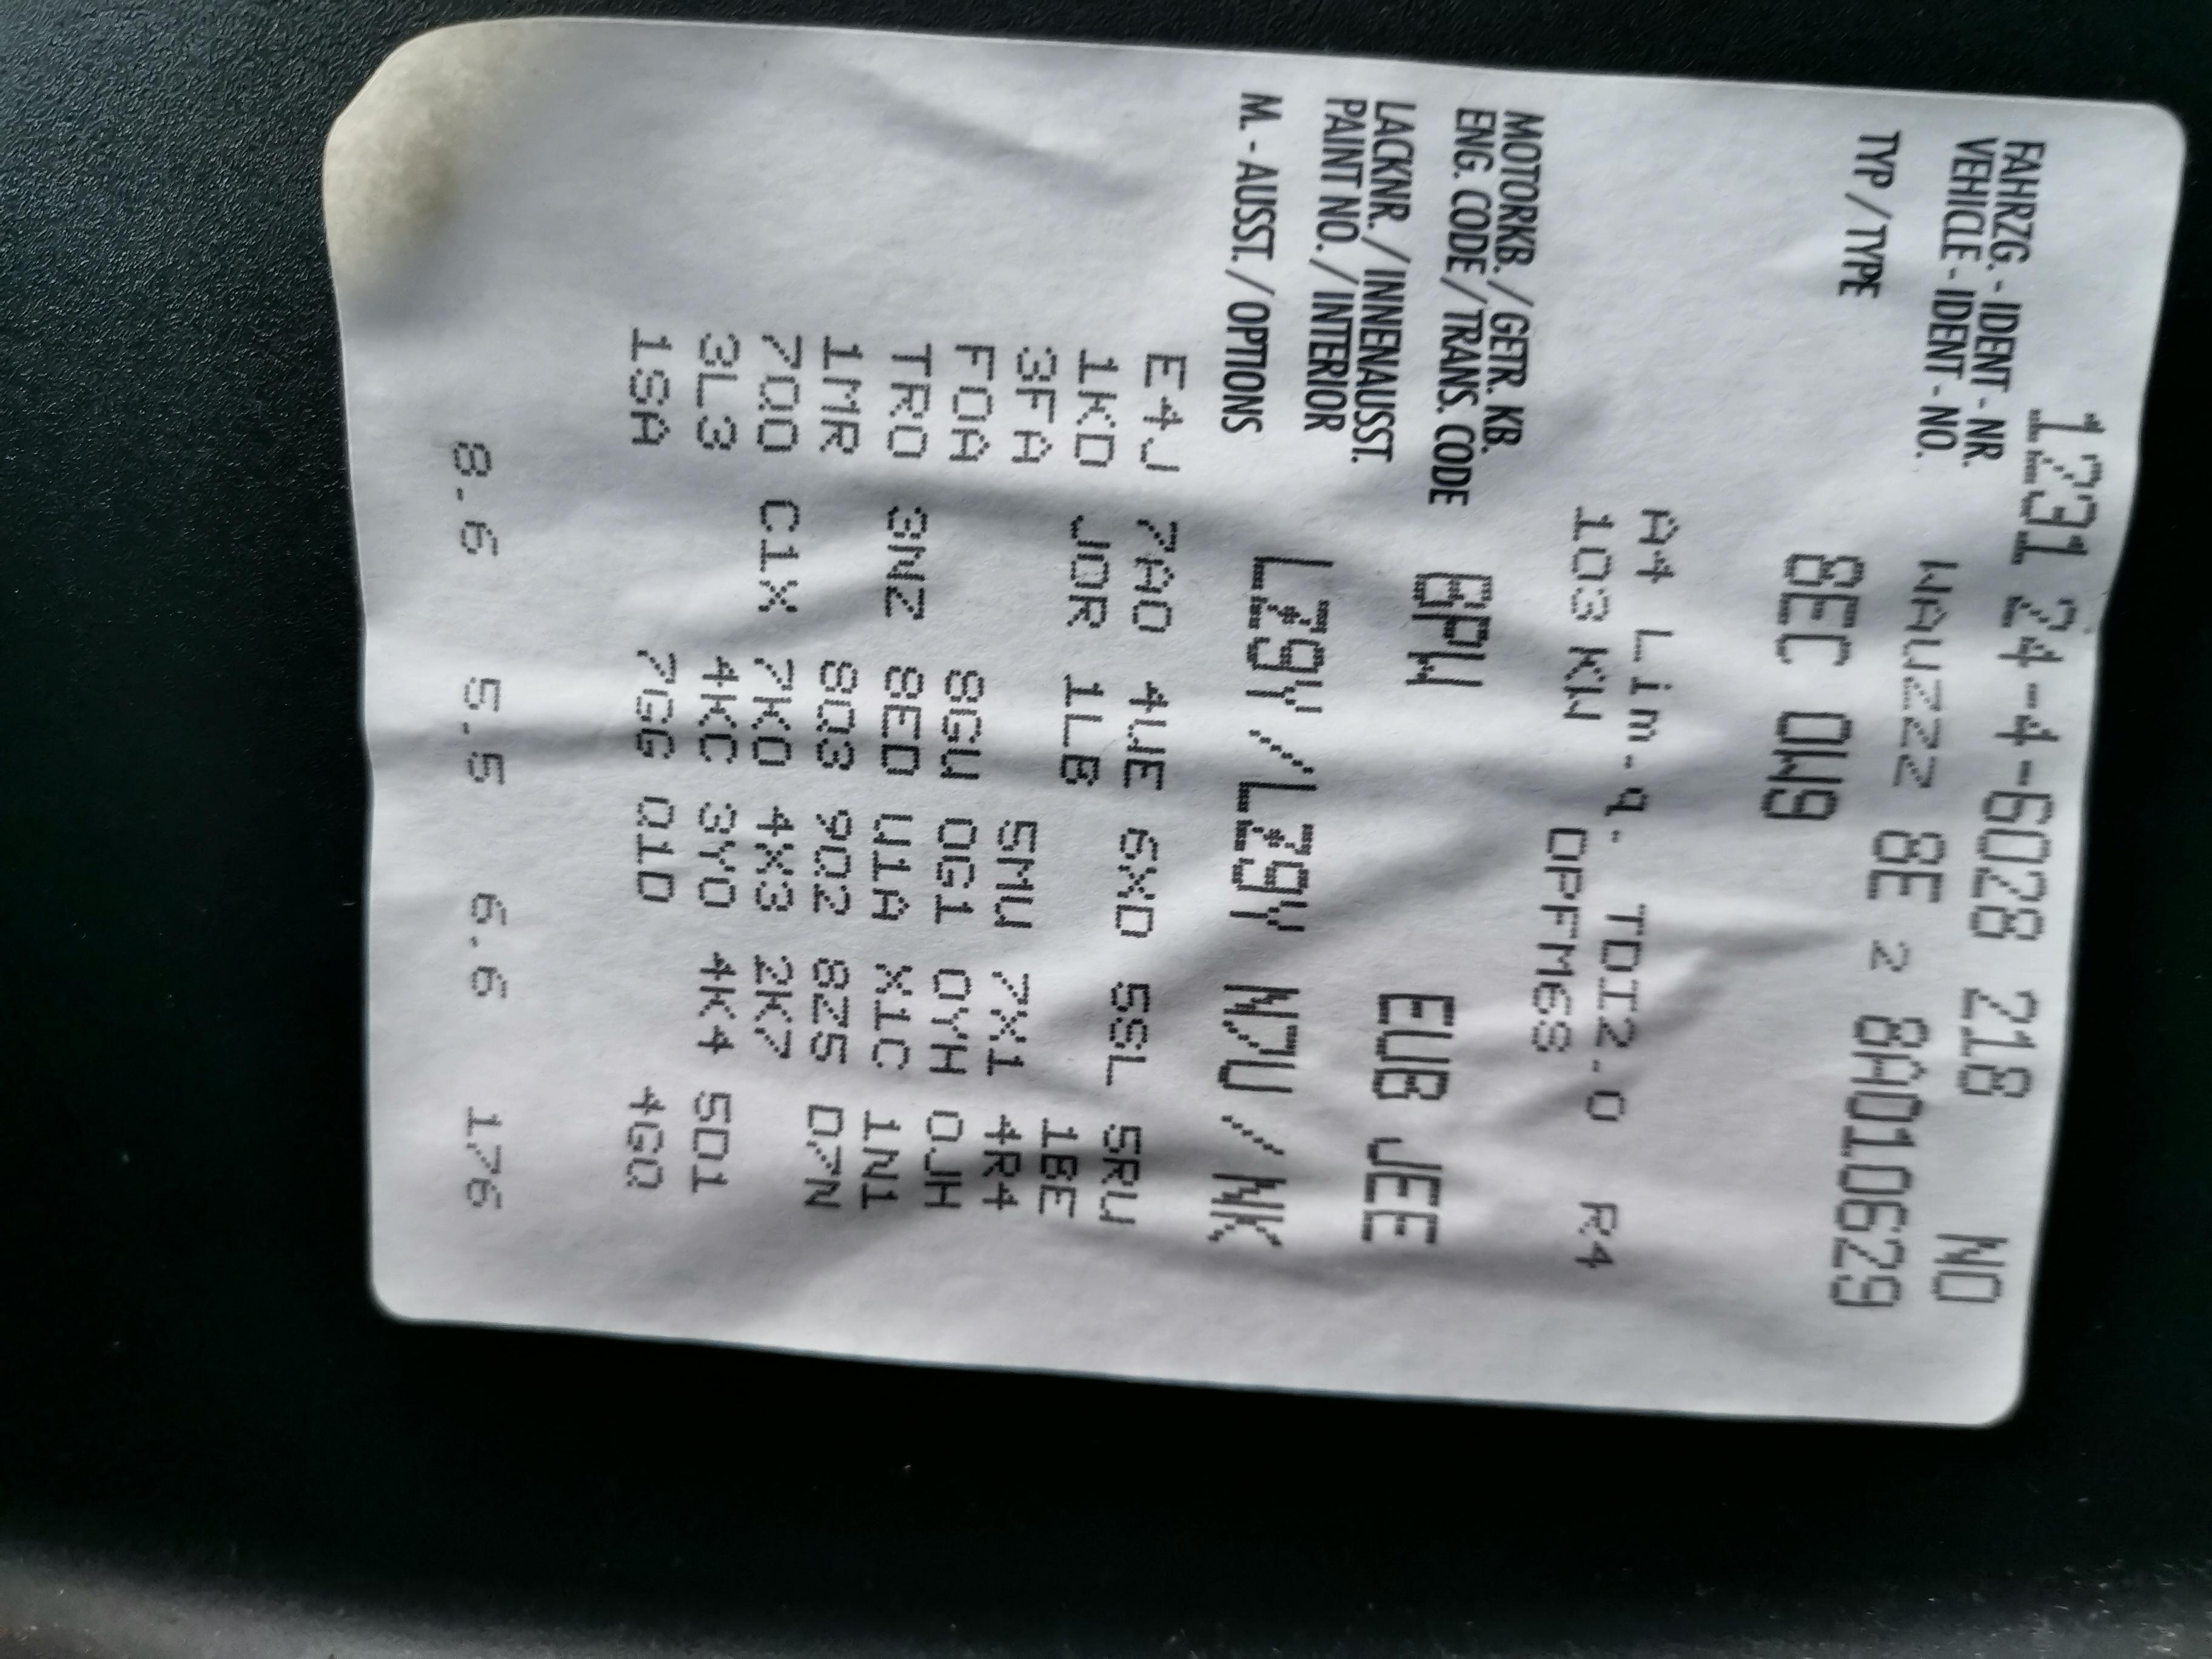 1231 24-4-6028 218 NO
FAHRZG. - IDENT - NR.
VEHICLE - IDENT - NO. WAUZZZ 8E 2 8A010629
TYP / TYPE 8EC 0W9
A4 Lim.q. TDI2.0 R4
103 KW DPFM6S
MOTORKB. / GETR. KB.
ENG. CODE / TRANS. CODE BPW EUB JEE
LACKNR. / INNENAUSST.
PAINT NO. / INTERIOR LZ9Y /LZ9Y N7U / NK
M. - AUSST. / OPTIONS
E4J 7A0 4UE 6XD 5SL 5RU
1KD J0R 1LB 1BE
3FA 5MU 7X1 4R4
F0A 8GU 0G1 0YH 0JH
TR0 3NZ 8ED U1A X1C 1N1
1MR 8Q3 9Q2 8Z5 D7N
7Q0 C1X 7K0 4X3 2K7
3L3 4KC 3Y0 4K4 5D1
1SA 7GG Q1D 4GQ
8.6 5.5 6.6 176